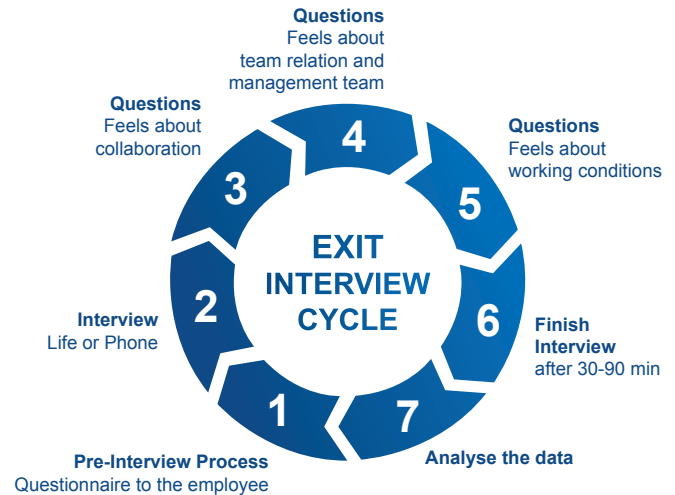 Questions
Feels about
team relation and
management team
Questions
Feels about
collaboration
Questions
Feels about
working conditions
4
3
5
EXIT
INTERVIEW
CYCLE
2
6
Interview
Life or Phone
Finish
Interview
after 30-90 min
1
7
Pre-Interview Process
Questionnaire to the employee
Analyse the data